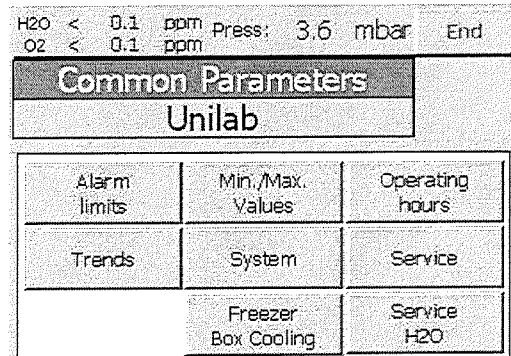 H2O < 0.1 ppm Press: 3.6 mbar End
O2 < 0.1 ppm
Common Parameters
Unilab
Alarm limits
Min./Max. Values
Operating hours
Trends
System
Service
Freezer Box Cooling
Service H2O